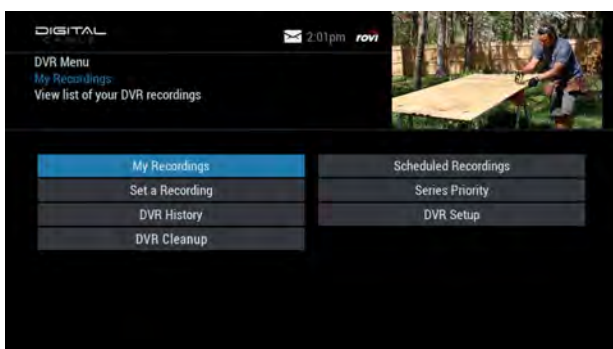 DIGITAL
CABLE
2:01pm rovi
DVR Menu
My Recordings
View list of your DVR recordings
My Recordings
Scheduled Recordings
Set a Recording
Series Priority
DVR History
DVR Setup
DVR Cleanup